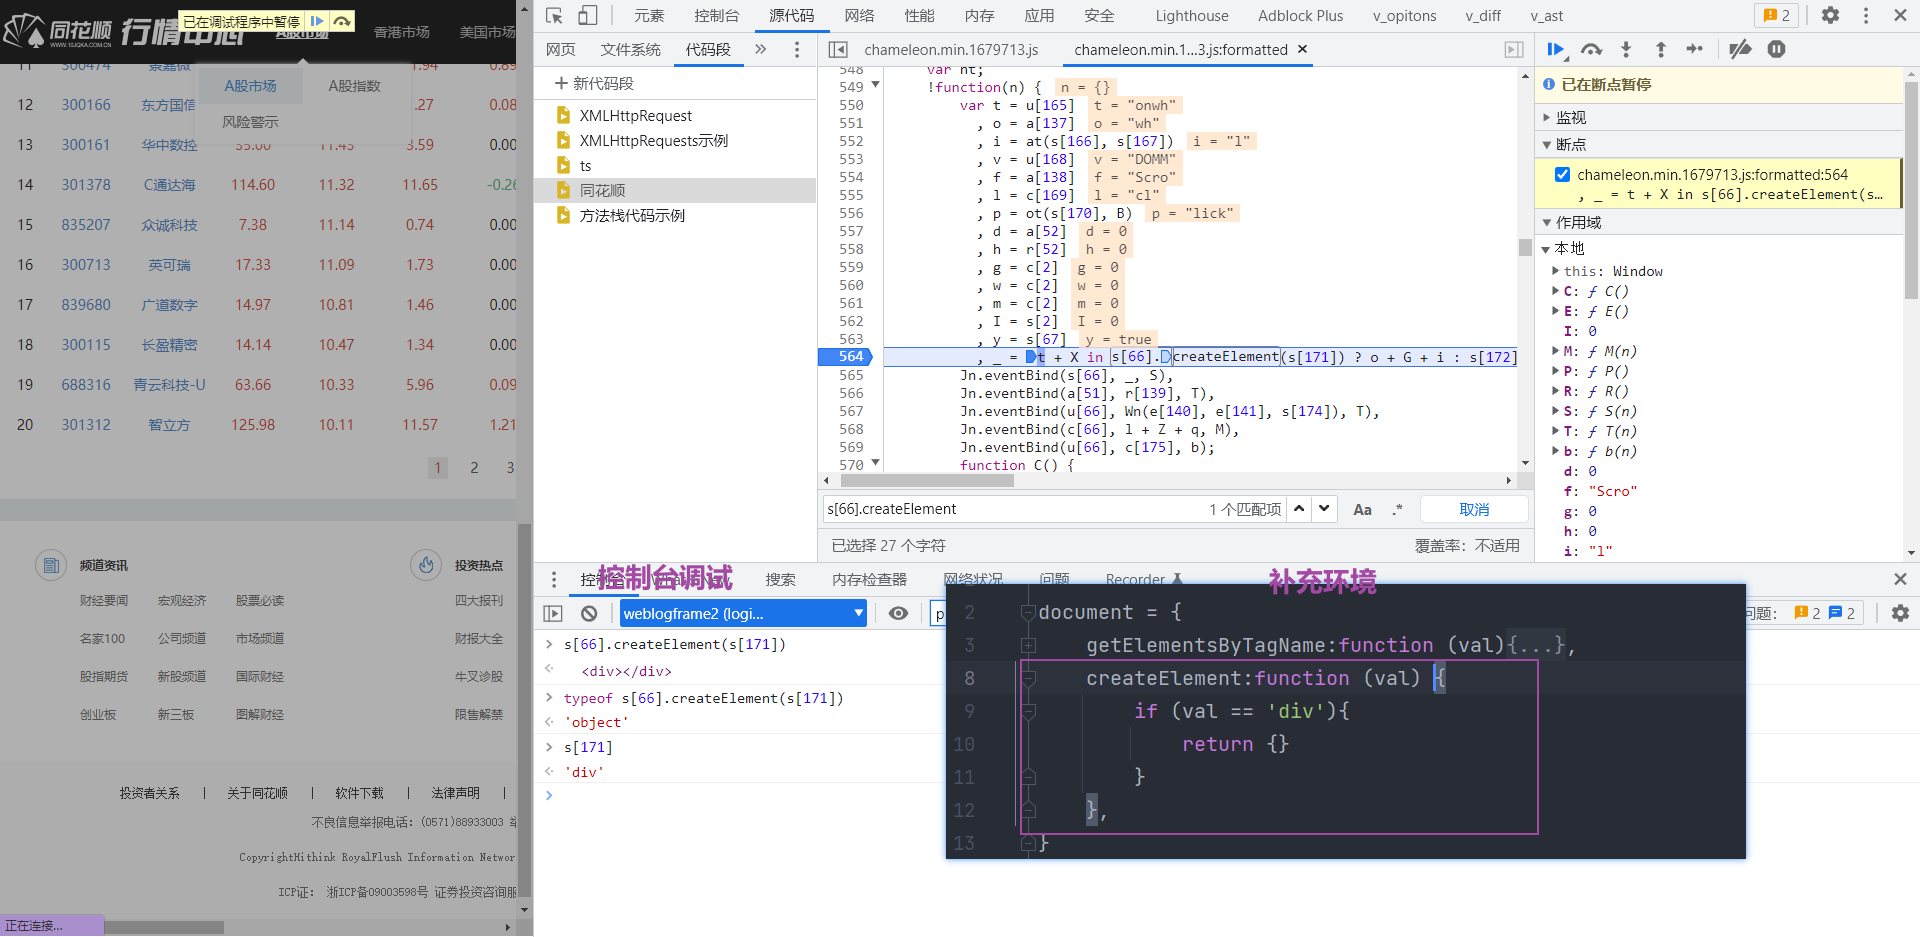 已在调试程序中暂停
同花顺
WWW.10JQKA.COM.CN
行情中心
A股市场
香港市场
美国市场
A股市场
A股指数
风险警示
11 300474 景嘉微 .94 0.89
12 300166 东方国信 .27 0.08
13 300161 华中数控 35.00 11.43 3.59 0.00
14 301378 C通达海 114.60 11.32 11.65 -0.26
15 835207 众诚科技 7.38 11.14 0.74 0.00
16 300713 英可瑞 17.33 11.09 1.73 0.00
17 839680 广道数字 14.97 10.81 1.46 0.00
18 300115 长盈精密 14.14 10.47 1.34 0.00
19 688316 青云科技-U 63.66 10.33 5.96 0.09
20 301312 智立方 125.98 10.11 11.57 1.21
1 2 3
频道资讯
投资热点
财经要闻 宏观经济 股票必读 四大报刊
名家100 公司频道 市场频道 财报大全
股指期货 新股频道 国际财经 牛叉诊股
创业板 新三板 图解财经 限售解禁
投资者关系 | 关于同花顺 | 软件下载 | 法律声明 |
不良信息举报电话：(0571)88933003 举
CopyrightHithink RoyalFlush Information Networ
ICP证： 浙ICP备09003598号 证券投资咨询服
正在连接...
元素 控制台 源代码 网络 性能 内存 应用 安全 Lighthouse Adblock Plus v_opitons v_diff v_ast
2
网页 文件系统 代码段 »
chameleon.min.1679713.js
chameleon.min.1...3.js:formatted ×
+ 新代码段
XMLHttpRequest
XMLHttpRequests示例
ts
同花顺
方法栈代码示例
548 var nt;
549 !function(n) { n = {}
550 var t = u[165] t = "onwh"
551 , o = a[137] o = "wh"
552 , i = at(s[166], s[167]) i = "l"
553 , v = u[168] v = "DOMM"
554 , f = a[138] f = "Scro"
555 , l = c[169] l = "cl"
556 , p = ot(s[170], B) p = "lick"
557 , d = a[52] d = 0
558 , h = r[52] h = 0
559 , g = c[2] g = 0
560 , w = c[2] w = 0
561 , m = c[2] m = 0
562 , I = s[2] I = 0
563 , y = s[67] y = true
564 , _ = t + X in s[66].createElement(s[171]) ? o + G + i : s[172]
565 Jn.eventBind(s[66], _, S),
566 Jn.eventBind(a[51], r[139], T),
567 Jn.eventBind(u[66], Wn(e[140], e[141], s[174]), T),
568 Jn.eventBind(c[66], l + Z + q, M),
569 Jn.eventBind(u[66], c[175], b);
570 function C() {
s[66].createElement
1 个匹配项
Aa .* 取消
已选择 27 个字符
覆盖率：不适用
已在断点暂停
监视
断点
chameleon.min.1679713.js:formatted:564
, _ = t + X in s[66].createElement(s…
作用域
本地
this: Window
C: ƒ C()
E: ƒ E()
I: 0
M: ƒ M(n)
P: ƒ P()
R: ƒ R()
S: ƒ S(n)
T: ƒ T(n)
b: ƒ b(n)
d: 0
f: "Scro"
g: 0
h: 0
i: "l"
控制台调试
搜索 内存检查器 网络状况 问题 Recorder
补充环境
weblogframe2 (logi...
p
问题: 2 2
s[66].createElement(s[171])
<div></div>
typeof s[66].createElement(s[171])
'object'
s[171]
'div'
2 document = {
3 getElementsByTagName:function (val){...},
8 createElement:function (val) {
9 if (val == 'div'){
10 return {}
11 }
12 },
13 }